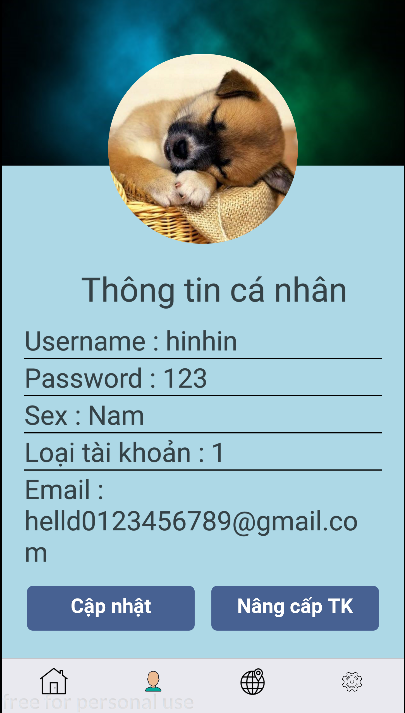 Thông tin cá nhân
Username : hinhin
Password : 123
Sex : Nam
Loại tài khoản : 1
Email :
helld0123456789@gmail.co
m
Cập nhật
Nâng cấp TK
free for personal use